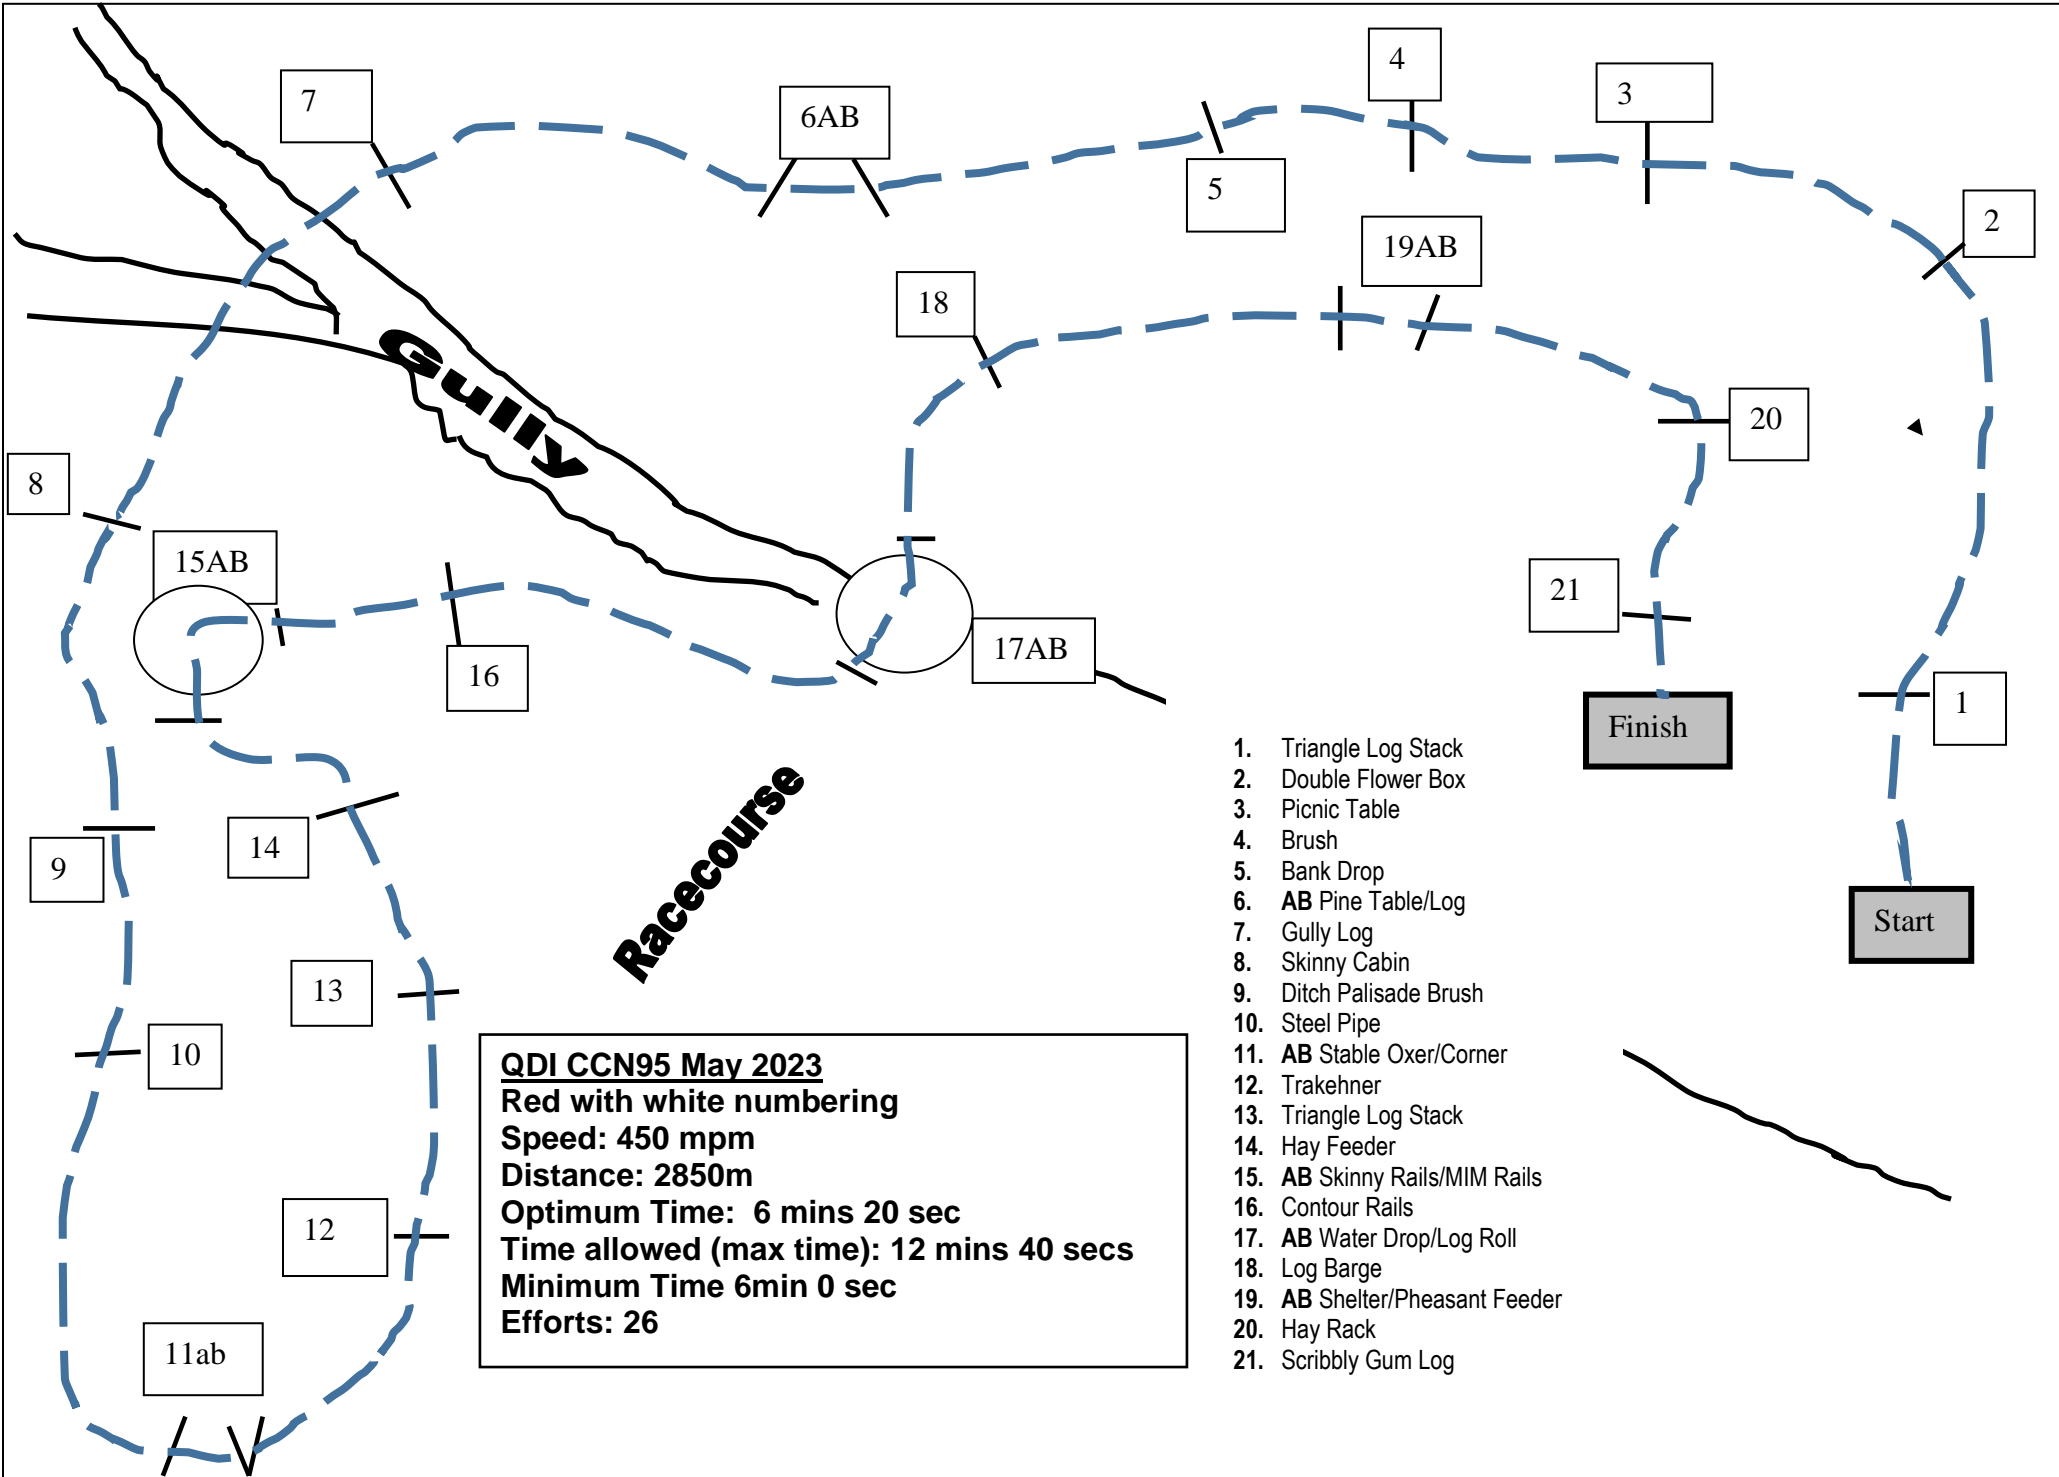 4
7
3
6AB
5
2
19AB
18
Gully
20
8
15AB
21
17AB
16
1
Finish
Racecourse
14
9
Start
13
10
12
11ab
QDI CCN95 May 2023
Red with white numbering
Speed: 450 mpm
Distance: 2850m
Optimum Time:  6 mins 20 sec
Time allowed (max time): 12 mins 40 secs
Minimum Time 6min 0 sec
Efforts: 26
1. Triangle Log Stack
2. Double Flower Box
3. Picnic Table
4. Brush
5. Bank Drop
6. AB Pine Table/Log
7. Gully Log
8. Skinny Cabin
9. Ditch Palisade Brush
10. Steel Pipe
11. AB Stable Oxer/Corner
12. Trakehner
13. Triangle Log Stack
14. Hay Feeder
15. AB Skinny Rails/MIM Rails
16. Contour Rails
17. AB Water Drop/Log Roll
18. Log Barge
19. AB Shelter/Pheasant Feeder
20. Hay Rack
21. Scribbly Gum Log